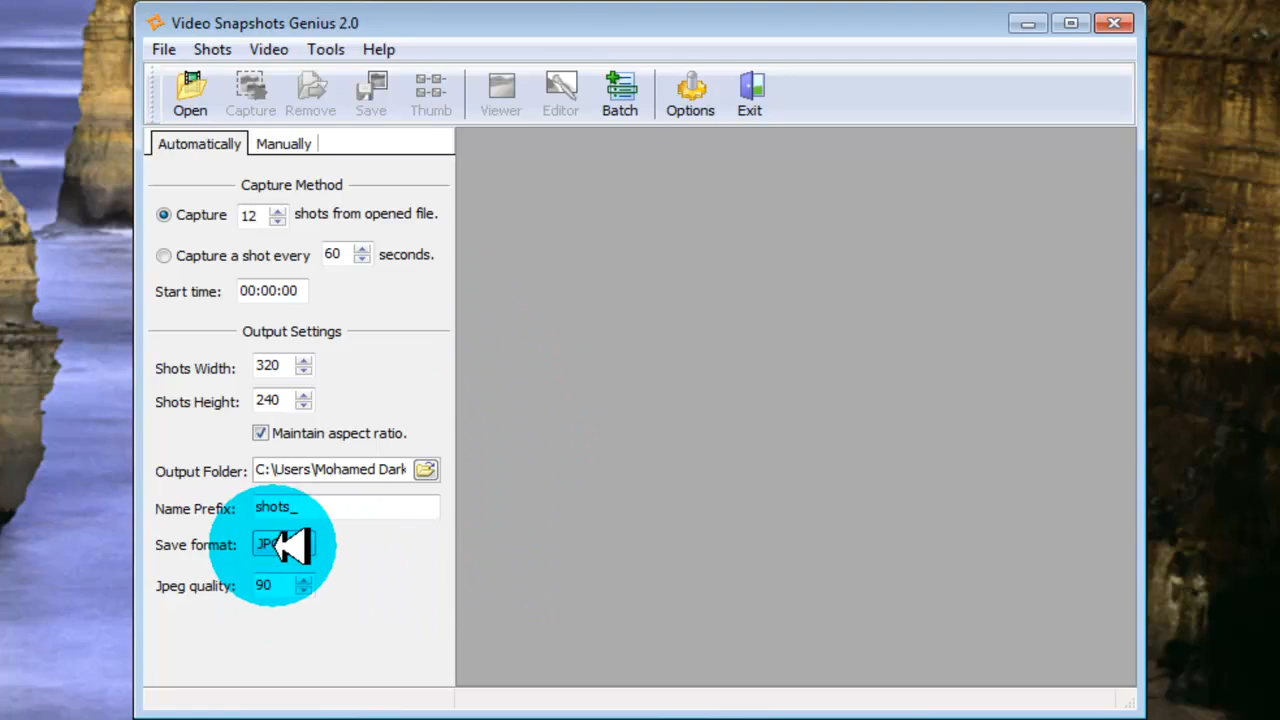 Video Snapshots Genius 2.0
File Shots Video Tools Help
Open Capture Remove Save Thumb Viewer Editor Batch Options Exit
Automatically Manually
Capture Method
Capture 12 shots from opened file.
Capture a shot every 60 seconds.
Start time: 00:00:00
Output Settings
Shots Width: 320
Shots Height: 240
Maintain aspect ratio.
Output Folder: C:\Users\Mohamed Dark
Name Prefix: shots_
Save format:
Jpeg quality: 90